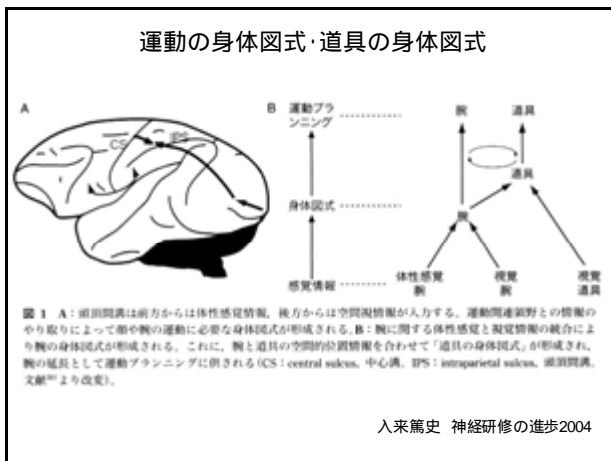 運動の身体図式·道具の身体図式
A
CS
IPS
B
運動プラ
ンニング
腕
道具
道具
身体図式
腕
感覚情報
体性感覚
腕
視覚
腕
視覚
道具
図 1 A:頭頂間溝は前方からは体性感覚情報,後方からは空間視情報が入力する。運動関連領野との情報の
やり取りによって顔や腕の運動に必要な身体図式が形成される。B:腕に関する体性感覚と視覚情報の統合によ
り腕の身体図式が形成される。これに,腕と道具の空間的位置情報を合わせて「道具の身体図式」が形成され,
腕の延長として運動プランニングに供される(CS:central sulcus, 中心溝,IPS:intraparietal sulcus, 頭頂間溝,
文献 より改変)。
入来篤史 神経研修の進歩2004